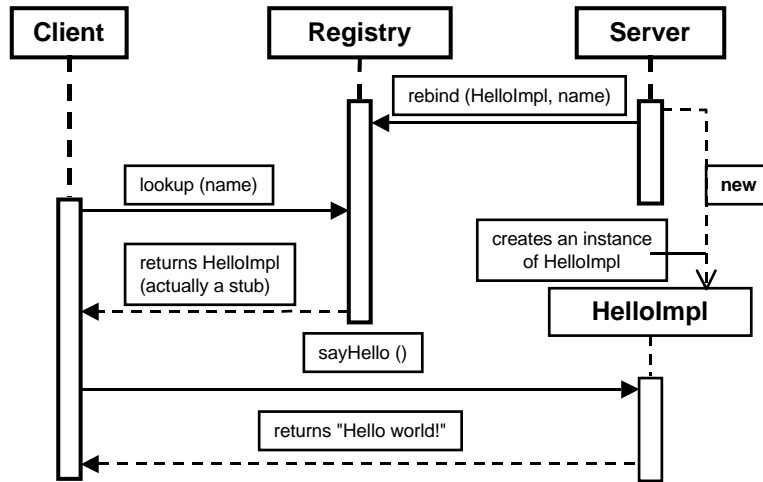 Client
Registry
Server
rebind (HelloImpl, name)
lookup (name)
new
creates an instance
of HelloImpl
returns HelloImpl
(actually a stub)
HelloImpl
sayHello ()
returns "Hello world!"